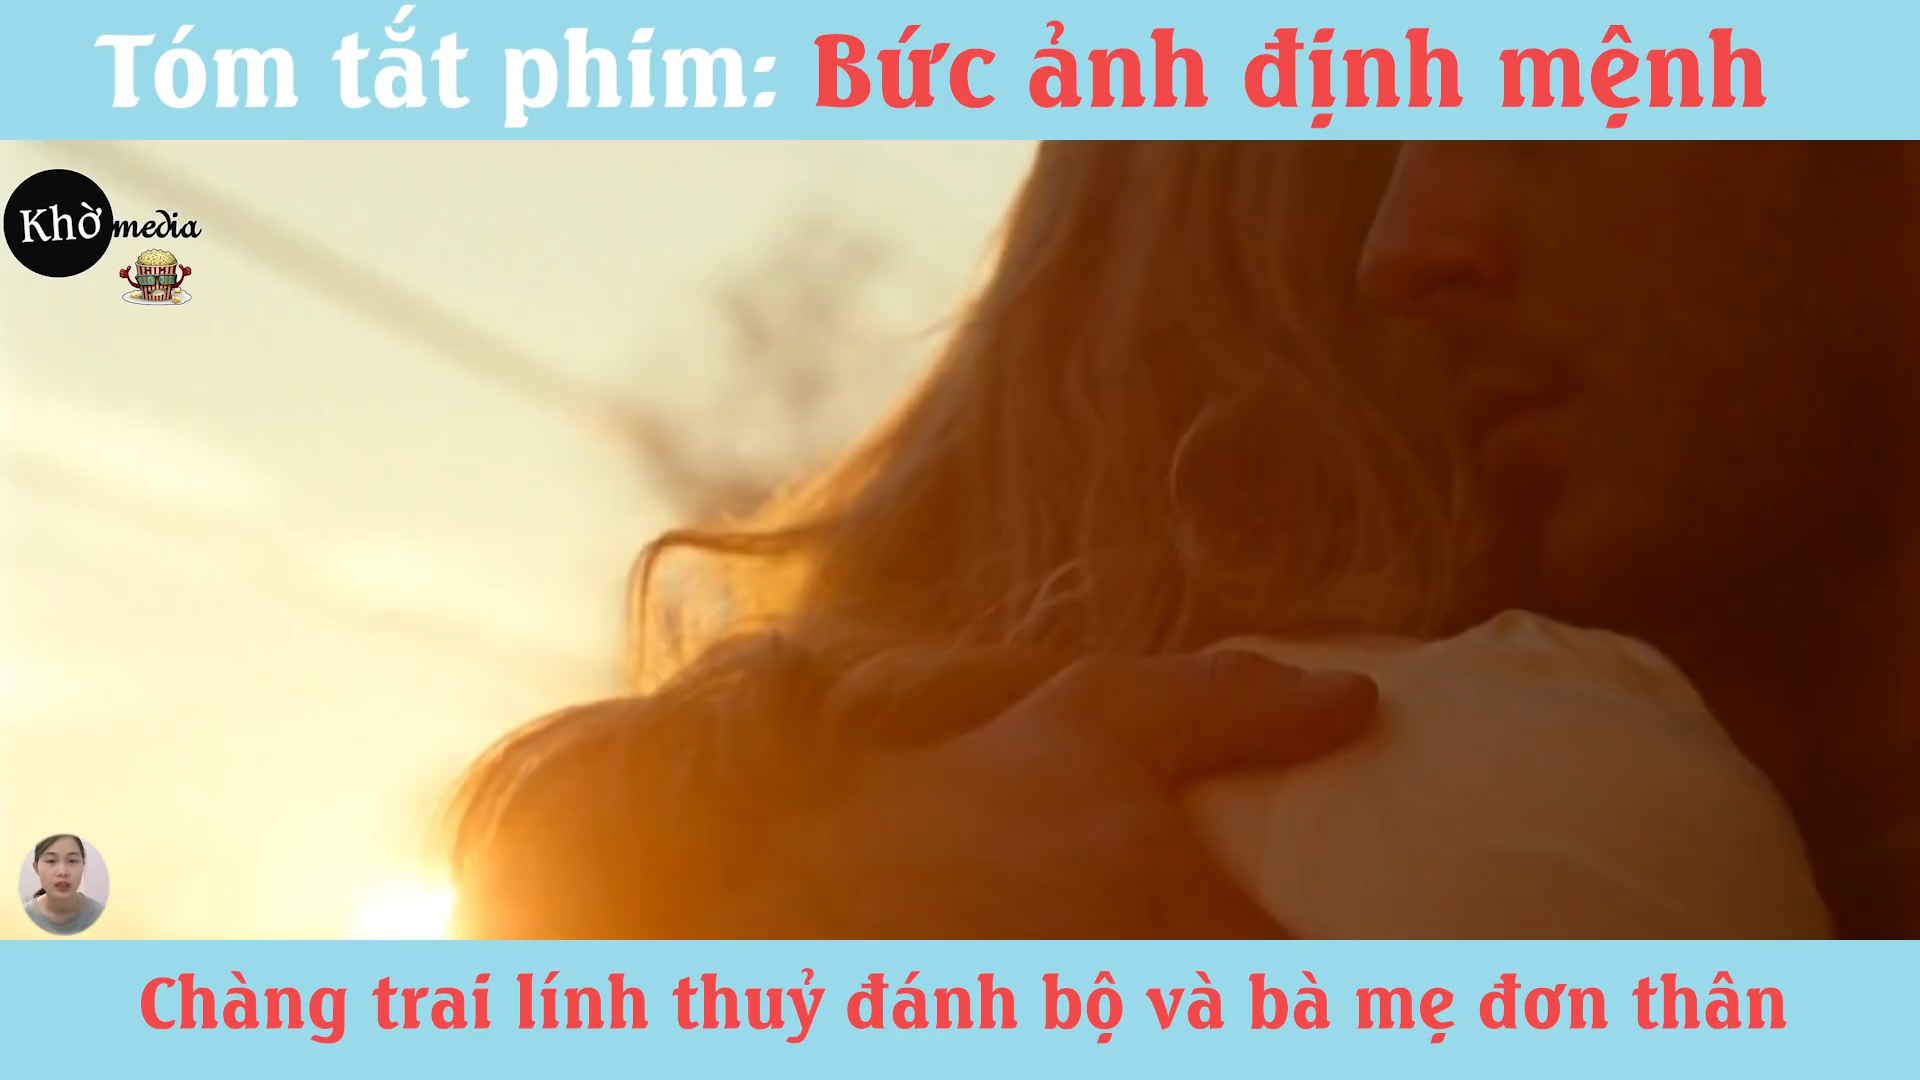 Tóm tắt phim: Bức ảnh định mệnh
Khờ media
Chàng trai lính thuỷ đánh bộ và bà mẹ đơn thân